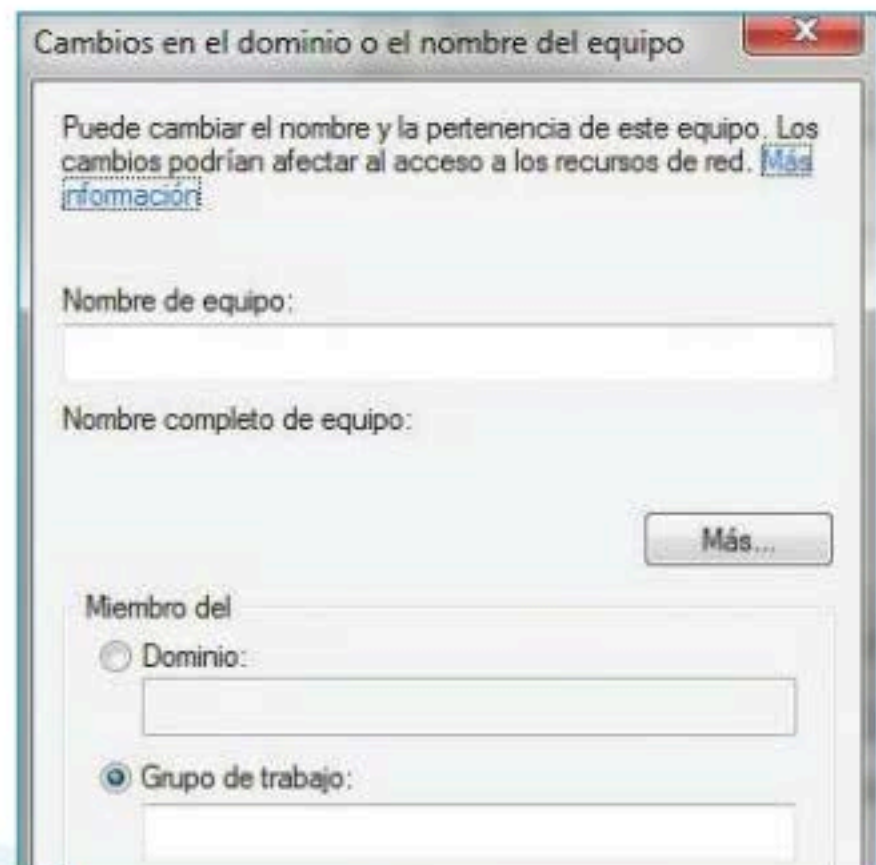 Cambios en el dominio o el nombre del equipo
Puede cambiar el nombre y la pertenencia de este equipo. Los
cambios podrían afectar al acceso a los recursos de red. Más
información
Nombre de equipo:
Nombre completo de equipo:
Más...
Miembro del
Dominio:
Grupo de trabajo: